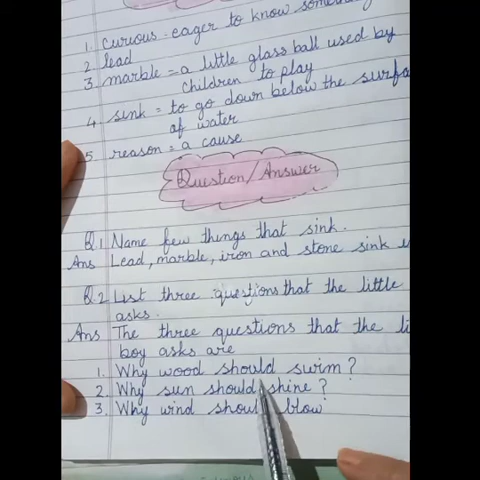 1. curious = eager to know
2 lead
3 marble = a little glass ball used by
children to play
4 sink = to go down below the
of water
5 reason = a cause
Question/Answer
Q.1 Name few things that sink.
Ans Lead, marble, iron and stone sink
Q.2 List three questions that the little
asks.
Ans The three questions that the
boy asks are
1. Why wood should swim?
2. Why sun should shine?
3. Why wind blow